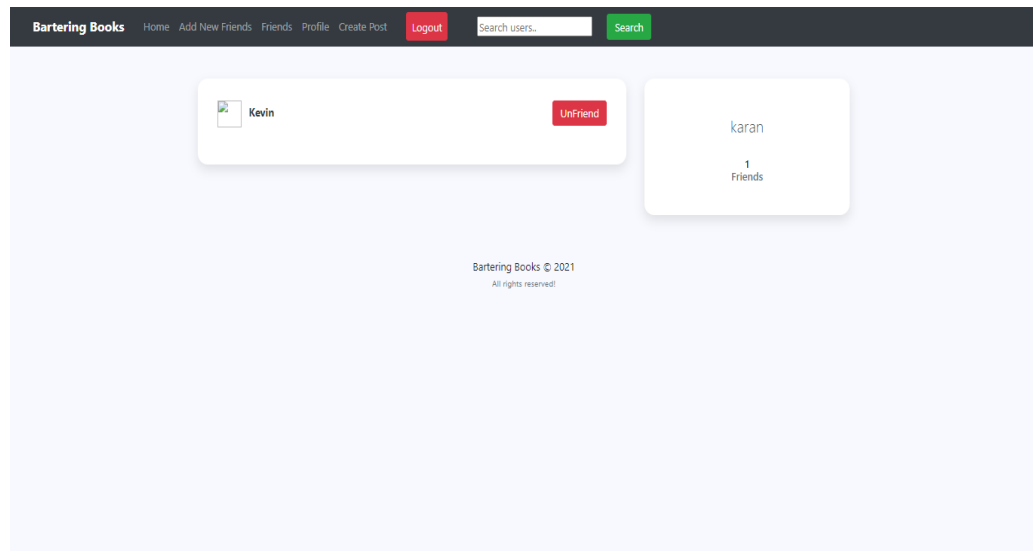 Bartering Books Home Add New Friends Friends Profile Create Post Logout Search users.. Search
Kevin UnFriend
karan
1
Friends
Bartering Books © 2021
All rights reserved!